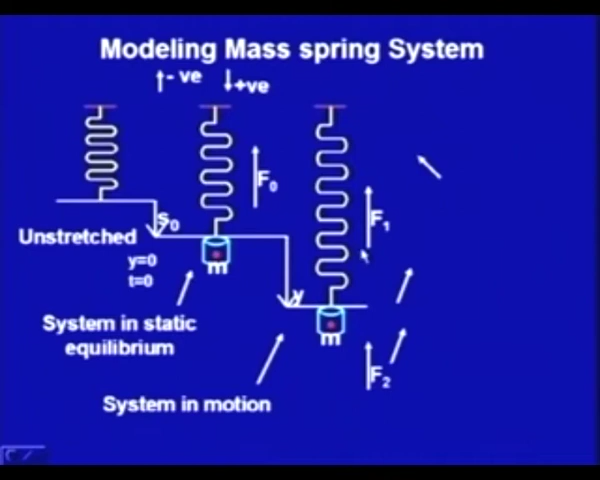 Modeling Mass spring System
- ve +ve
F0
F1
s0
Unstretched
y=0
t=0
m
y
m
System in static
equilibrium
F2
System in motion